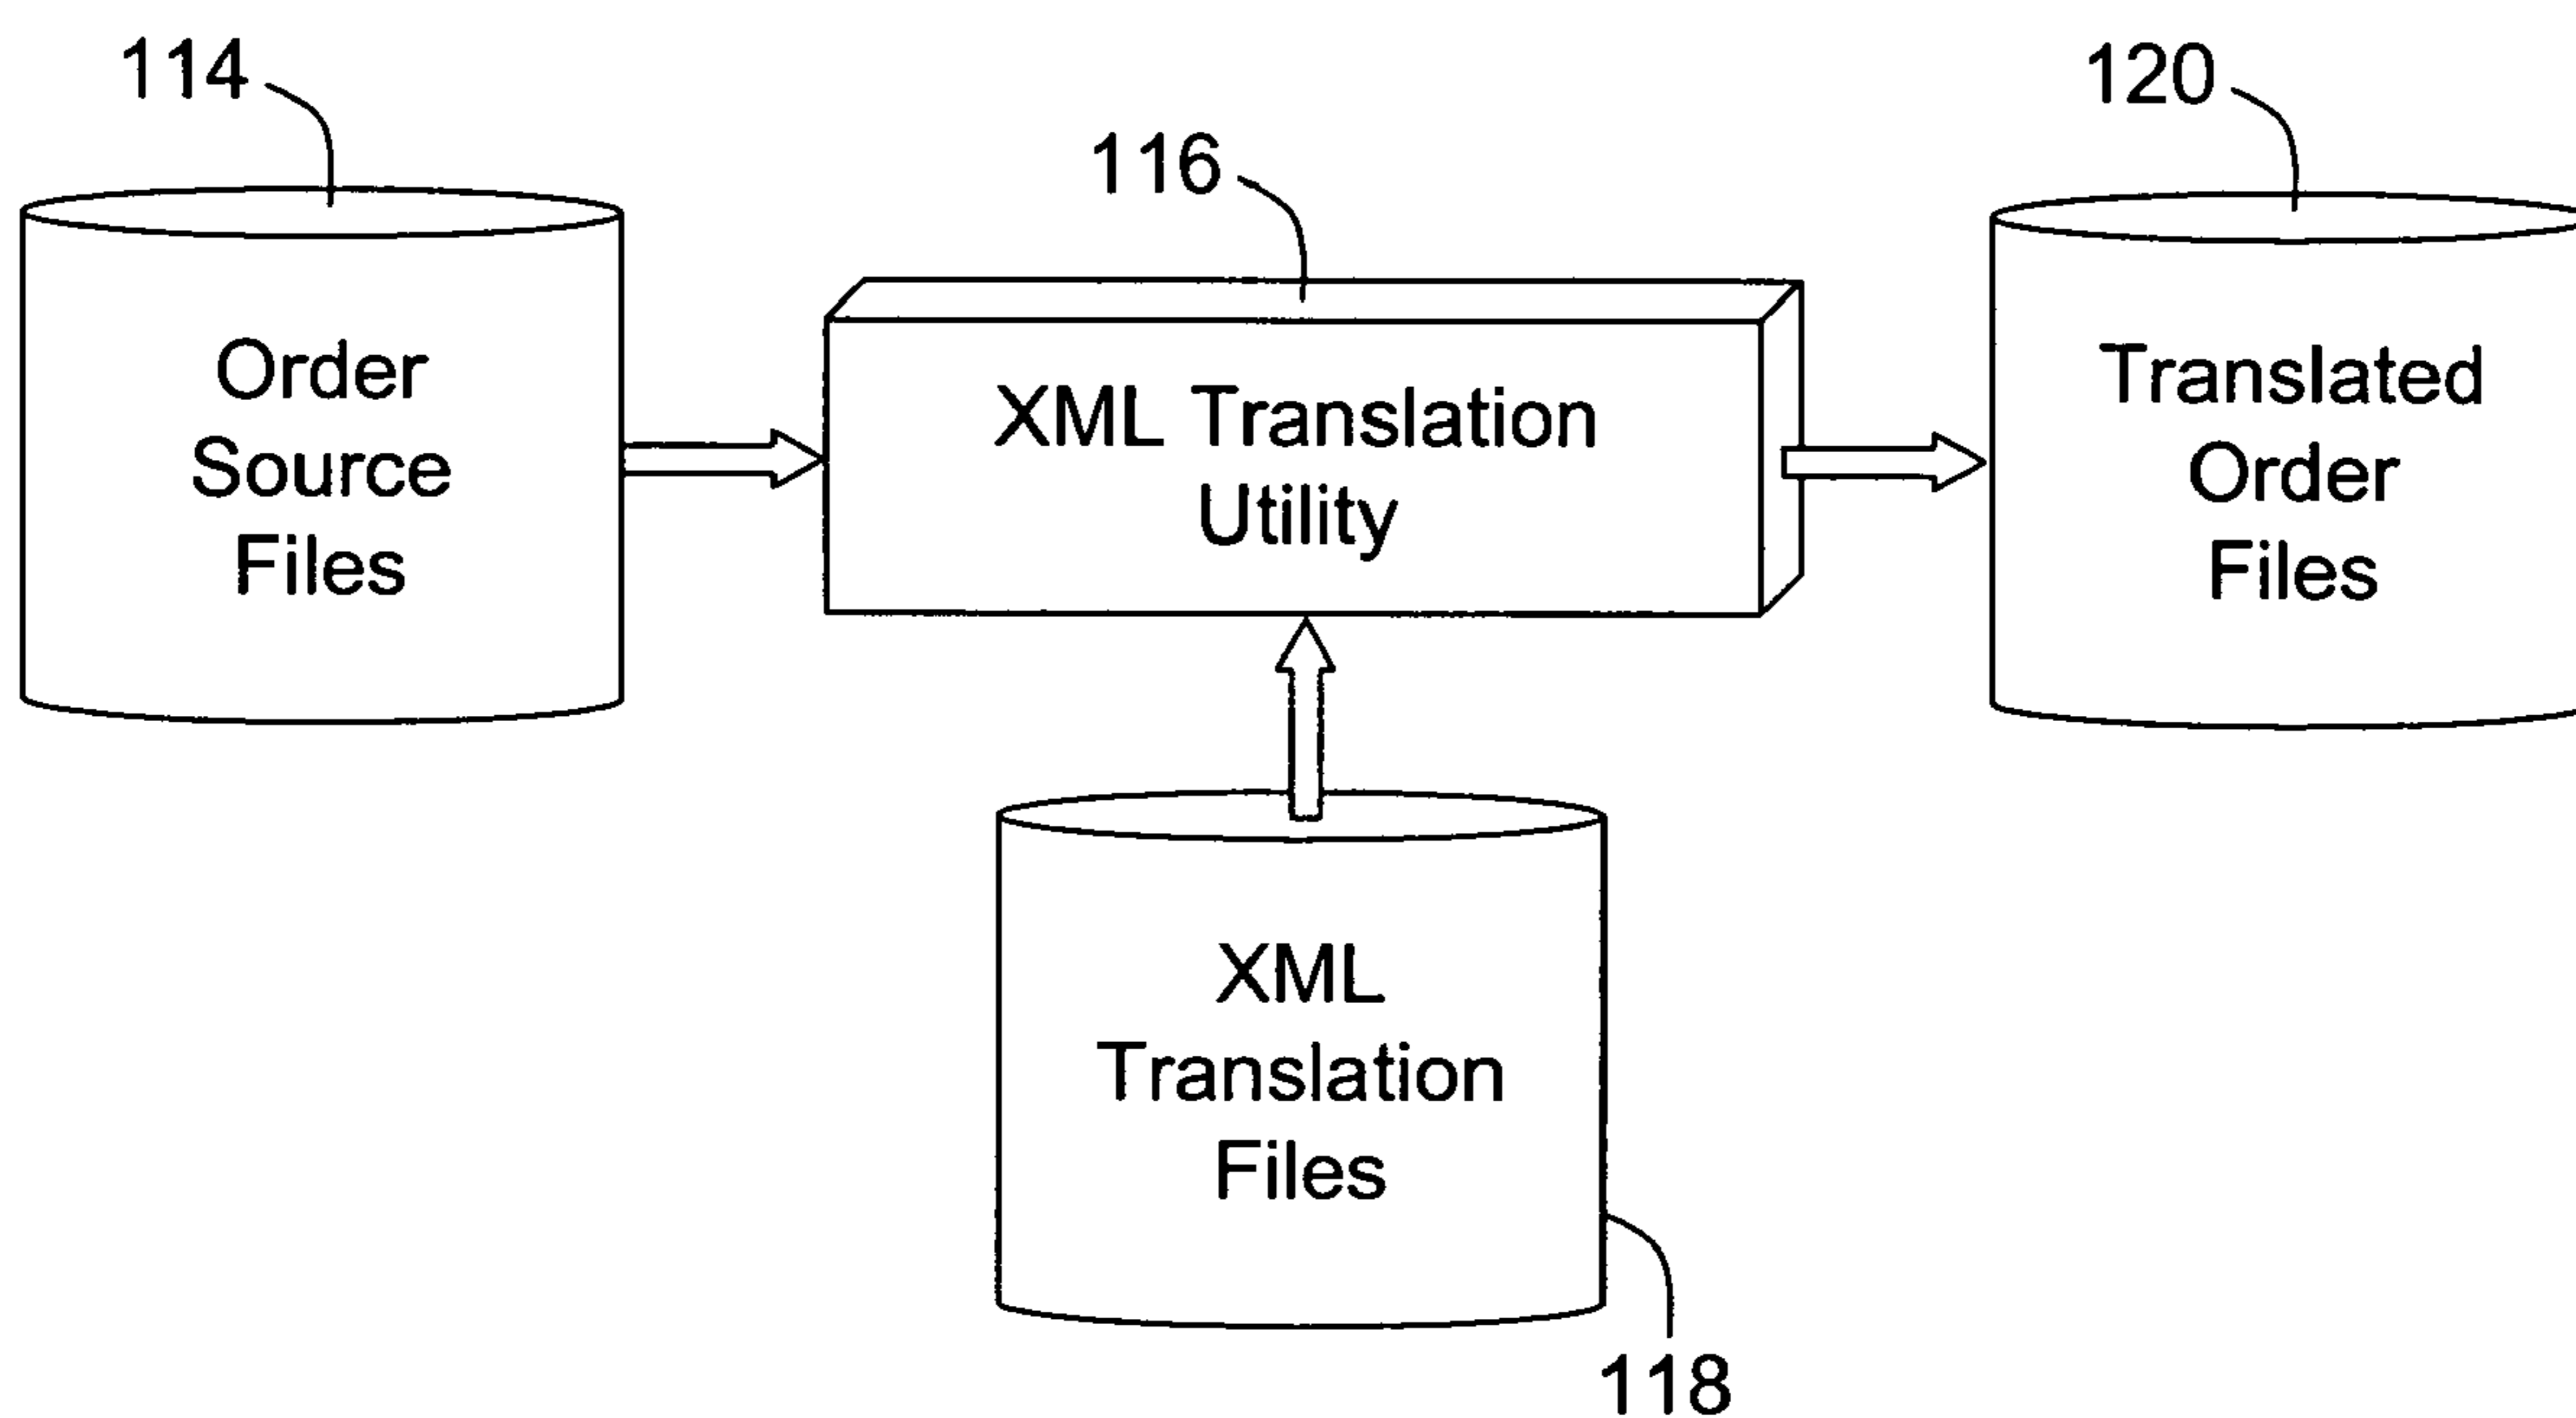 114
120
116
Order
Source
Files
XML Translation
Utility
Translated
Order
Files
XML
Translation
Files
118